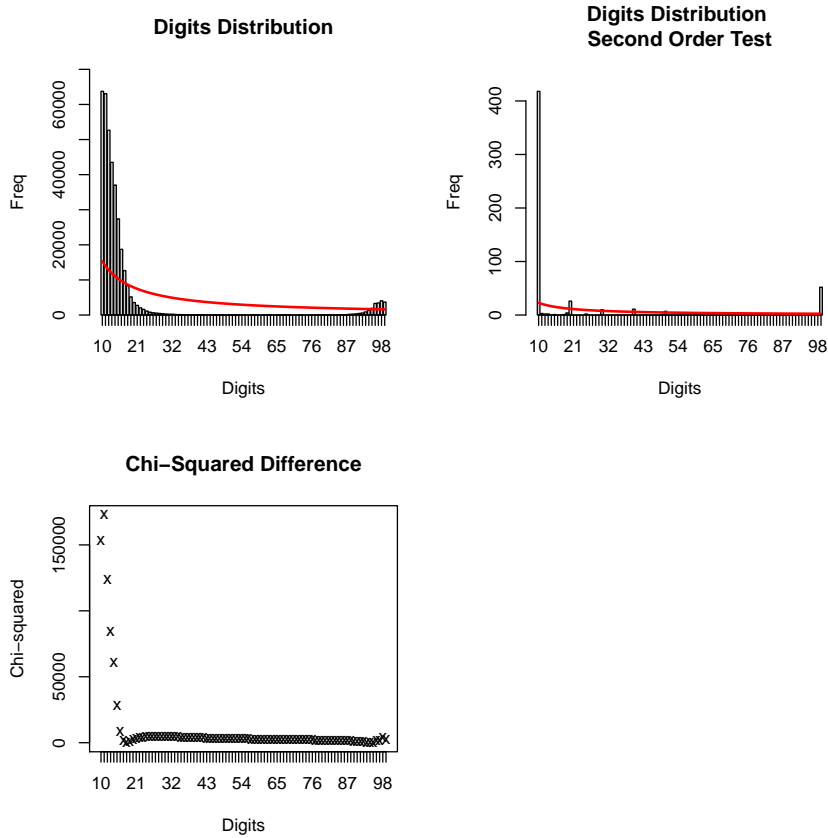 Digits Distribution
Freq
0 20000 40000 60000
10 21 32 43 54 65 76 87 98
Digits
Digits Distribution
Second Order Test
Freq
0 100 200 300 400
10 21 32 43 54 65 76 87 98
Digits
Chi−Squared Difference
Chi−squared
0 50000 150000
10 21 32 43 54 65 76 87 98
Digits